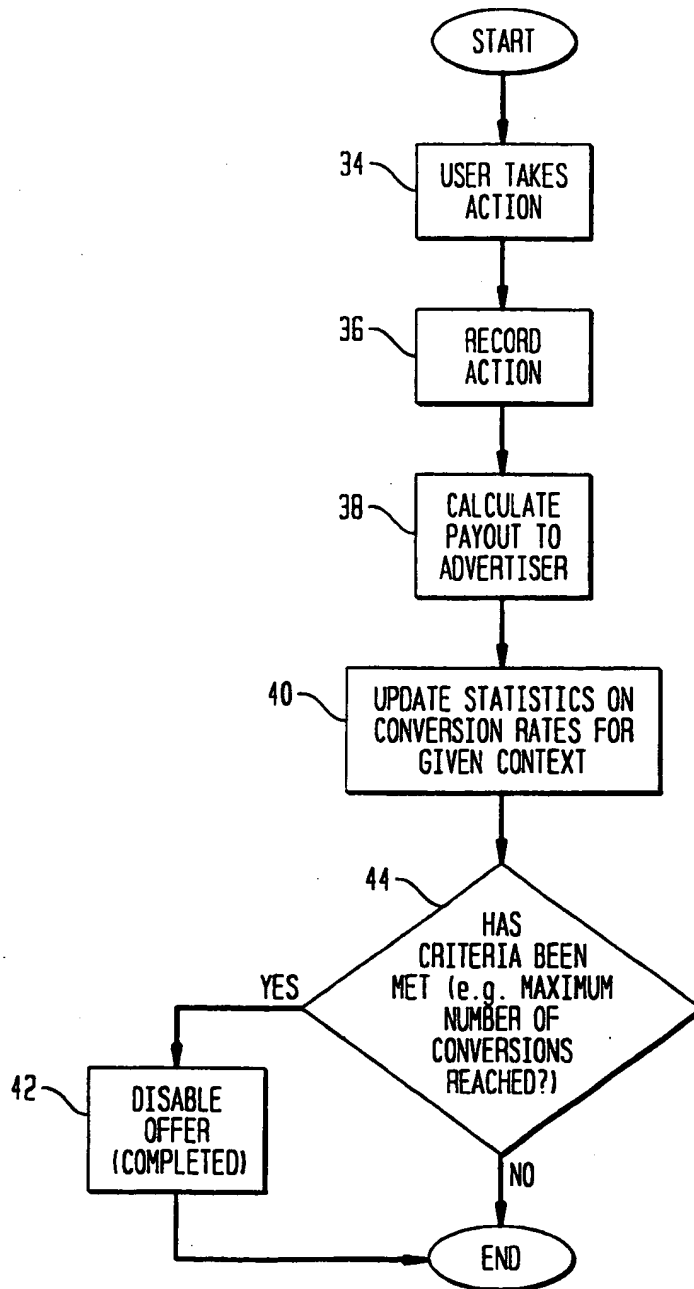 START
34
USER TAKES
ACTION
36
RECORD
ACTION
38
CALCULATE
PAYOUT TO
ADVERTISER
40
UPDATE STATISTICS ON
CONVERSION RATES FOR
GIVEN CONTEXT
44
HAS
CRITERIA BEEN
MET (e.g. MAXIMUM
NUMBER OF
CONVERSIONS
REACHED?)
YES
42
DISABLE
OFFER
(COMPLETED)
NO
END